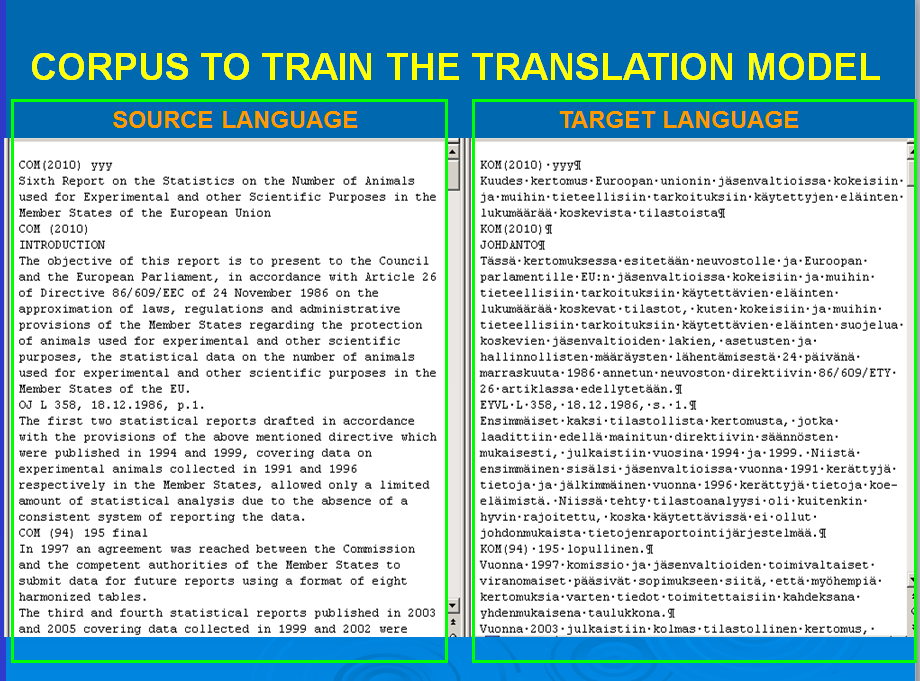 CORPUS TO TRAIN THE TRANSLATION MODEL
SOURCE LANGUAGE
COM(2010) yyy
Sixth Report on the Statistics on the Number of Animals
used for Experimental and other Scientific Purposes in the
Member States of the European Union
COM (2010)
INTRODUCTION
The objective of this report is to present to the Council
and the European Parliament, in accordance with Article 26
of Directive 86/609/EEC of 24 November 1986 on the
approximation of laws, regulations and administrative
provisions of the Member States regarding the protection
of animals used for experimental and other scientific
purposes, the statistical data on the number of animals
used for experimental and other scientific purposes in the
Member States of the EU.
OJ L 358, 18.12.1986, p.1.
The first two statistical reports drafted in accordance
with the provisions of the above mentioned directive which
were published in 1994 and 1999, covering data on
experimental animals collected in 1991 and 1996
respectively in the Member States, allowed only a limited
amount of statistical analysis due to the absence of a
consistent system of reporting the data.
COM (94) 195 final
In 1997 an agreement was reached between the Commission
and the competent authorities of the Member States to
submit data for future reports using a format of eight
harmonized tables.
The third and fourth statistical reports published in 2003
and 2005 covering data collected in 1999 and 2002 were
TARGET LANGUAGE
KOM(2010)·yyy¶
Kuudes·kertomus·Euroopan·unionin·jäsenvaltioissa·kokeisiin·
ja·muihin·tieteellisiin·tarkoituksiin·käytettyjen·eläinten·
lukumäärää·koskevista·tilastoista¶
KOM(2010)¶
JOHDANTO¶
Tässä·kertomuksessa·esitetään·neuvostolle·ja·Euroopan·
parlamentille·EU:n·jäsenvaltioissa·kokeisiin·ja·muihin·
tieteellisiin·tarkoituksiin·käytettävien·eläinten·
lukumäärää·koskevat·tilastot,·kuten·kokeisiin·ja·muihin·
tieteellisiin·tarkoituksiin·käytettävien·eläinten·suojelua·
koskevien·jäsenvaltioiden·lakien,·asetusten·ja·
hallinnollisten·määräysten·lähentämisestä·24·päivänä·
marraskuuta·1986·annetun·neuvoston·direktiivin·86/609/ETY·
26·artiklassa·edellytetään.¶
EYVL·L·358,·18.12.1986,·s.·1.¶
Ensimmäiset·kaksi·tilastollista·kertomusta,·jotka·
laadittiin·edellä·mainitun·direktiivin·säännösten·
mukaisesti,·julkaistiin·vuosina·1994·ja·1999.·Niistä·
ensimmäinen·sisälsi·jäsenvaltioissa·vuonna·1991·kerättyjä·
tietoja·ja·jälkimmäinen·vuonna·1996·kerättyjä·tietoja·koe-
eläimistä.·Niissä·tehty·tilastoanalyysi·oli·kuitenkin·
hyvin·rajoitettu,·koska·käytettävissä·ei·ollut·
johdonmukaista·tietojenraportointijärjestelmää.¶
KOM(94)·195·lopullinen.¶
Vuonna·1997·komissio·ja·jäsenvaltioiden·toimivaltaiset·
viranomaiset·pääsivät·sopimukseen·siitä,·että·myöhempiä·
kertomuksia·varten·tiedot·toimitettaisiin·kahdeksana·
yhdenmukaisena·taulukkona.¶
Vuonna·2003·julkaistiin·kolmas·tilastollinen·kertomus,·